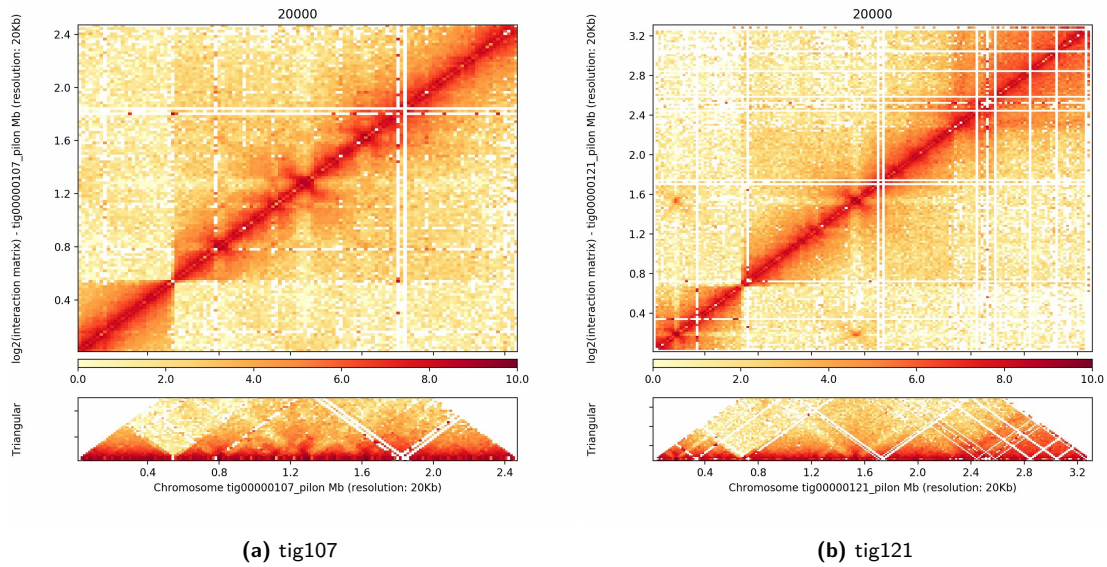 20000
log2(interaction matrix) - tig00000107_pilon Mb (resolution: 20Kb)
2.4
2.0
1.6
1.2
0.8
0.4
0.0 2.0 4.0 6.0 8.0 10.0
Triangular
0.4 0.8 1.2 1.6 2.0 2.4
Chromosome tig00000107_pilon Mb (resolution: 20Kb)
(a) tig107
20000
log2(interaction matrix) - tig00000121_pilon Mb (resolution: 20Kb)
3.2
2.8
2.4
2.0
1.6
1.2
0.8
0.4
0.0 2.0 4.0 6.0 8.0 10.0
Triangular
0.4 0.8 1.2 1.6 2.0 2.4 2.8 3.2
Chromosome tig00000121_pilon Mb (resolution: 20Kb)
(b) tig121